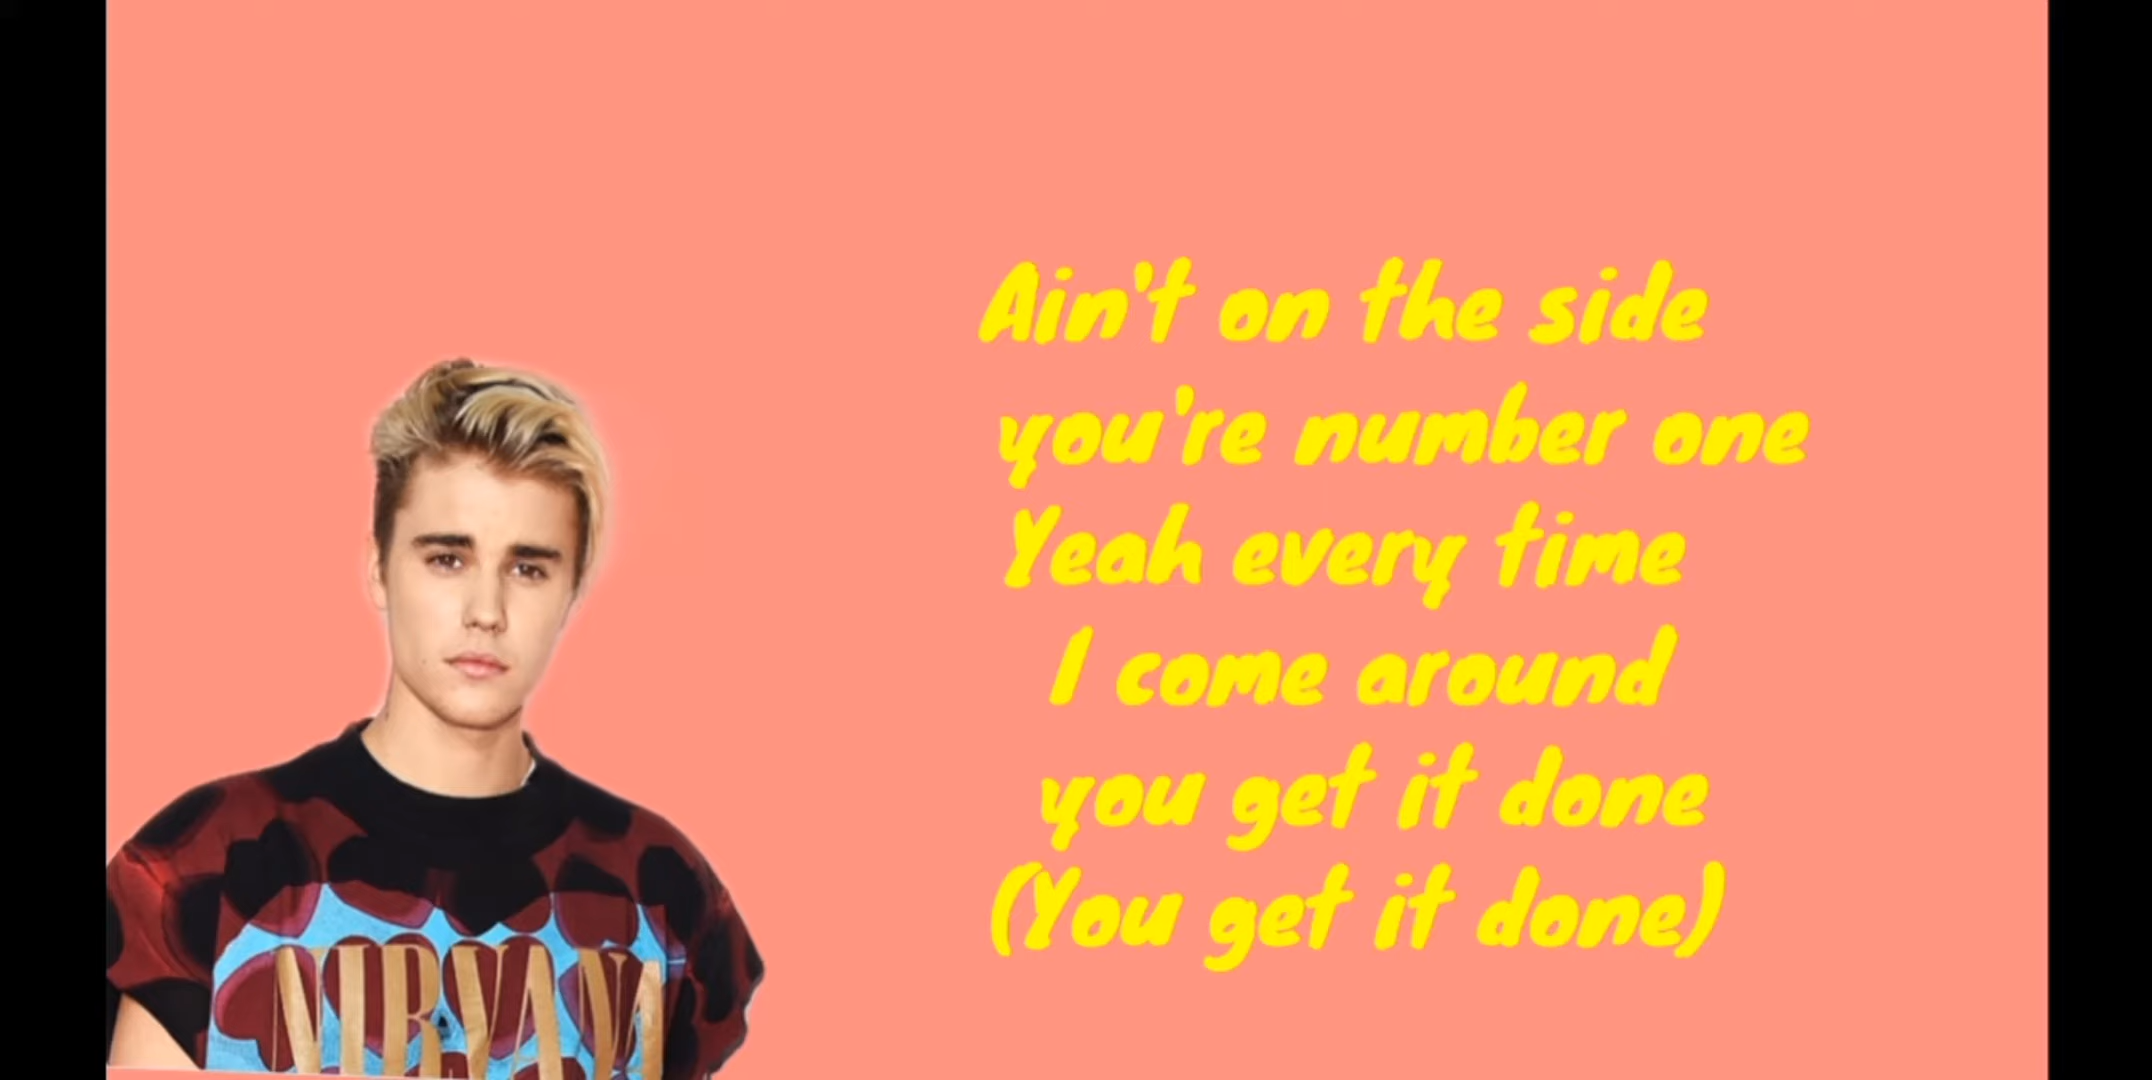 Ain't on the side
you're number one
Yeah every time
I come around
you get it done
(You get it done)
NIRVANA